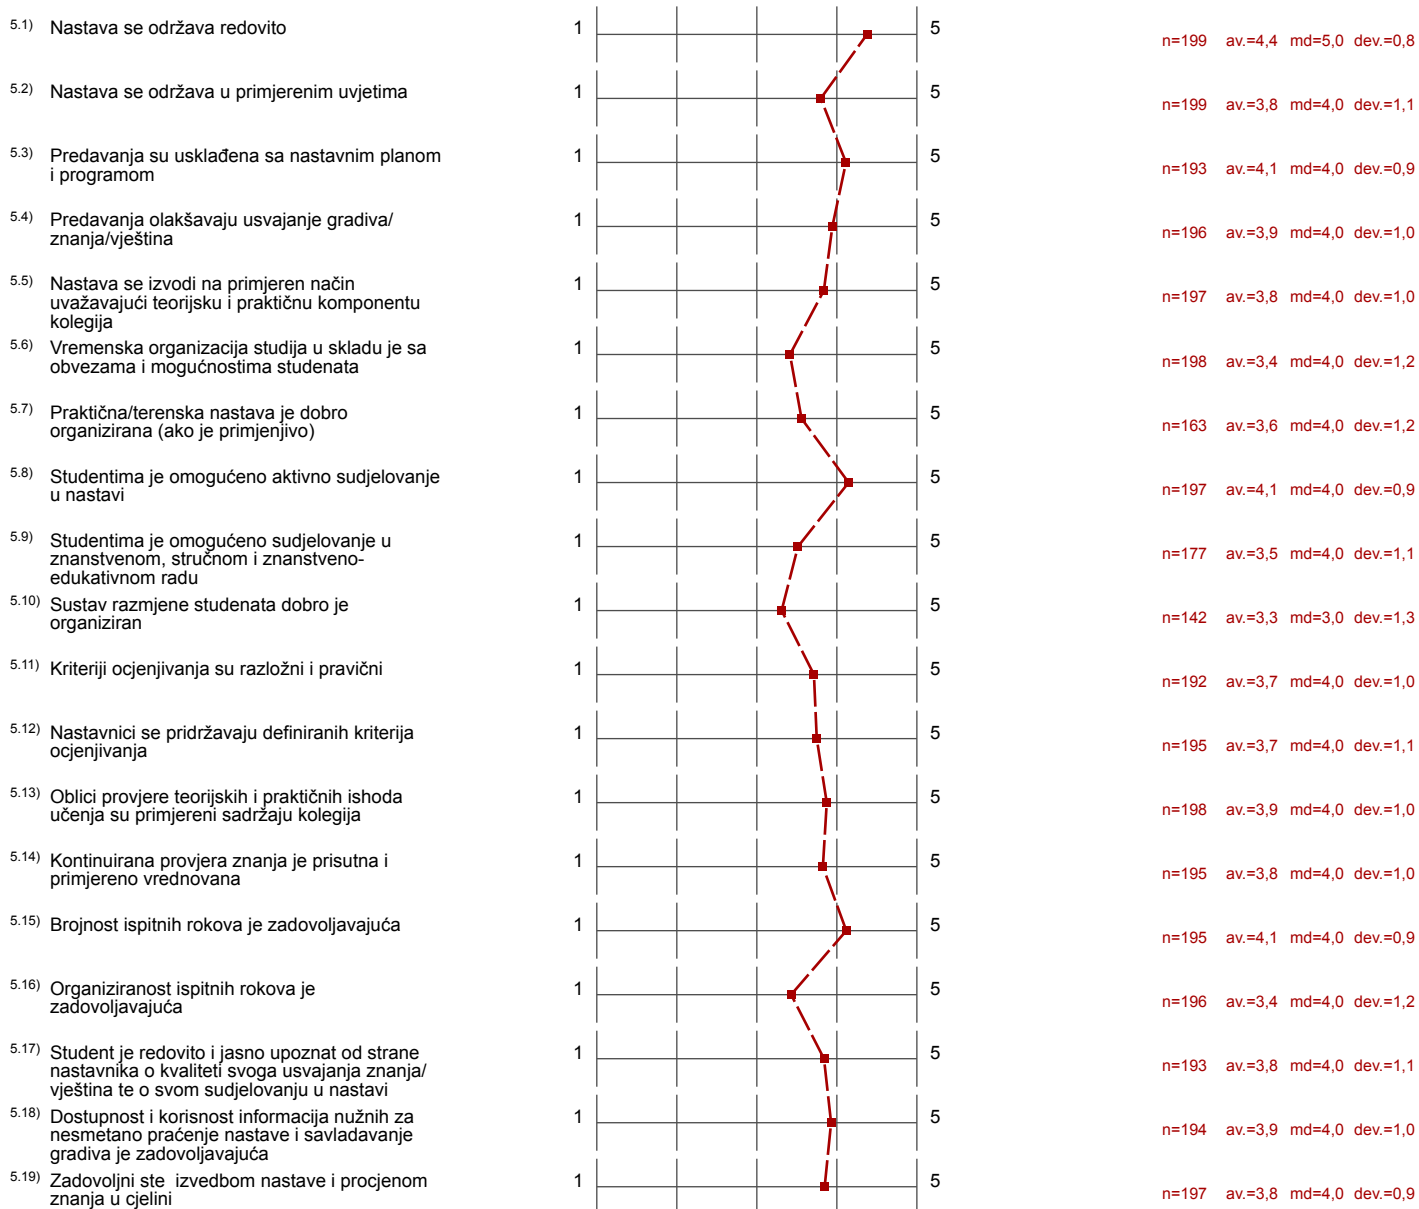 5.1) Nastava se održava redovito 1 5 n=199 av.=4,4 md=5,0 dev.=0,8
5.2) Nastava se održava u primjerenim uvjetima 1 5 n=199 av.=3,8 md=4,0 dev.=1,1
5.3) Predavanja su usklađena sa nastavnim planom
i programom 1 5 n=193 av.=4,1 md=4,0 dev.=0,9
5.4) Predavanja olakšavaju usvajanje gradiva/
znanja/vještina 1 5 n=196 av.=3,9 md=4,0 dev.=1,0
5.5) Nastava se izvodi na primjeren način
uvažavajući teorijsku i praktičnu komponentu
kolegija 1 5 n=197 av.=3,8 md=4,0 dev.=1,0
5.6) Vremenska organizacija studija u skladu je sa
obvezama i mogućnostima studenata 1 5 n=198 av.=3,4 md=4,0 dev.=1,2
5.7) Praktična/terenska nastava je dobro
organizirana (ako je primjenjivo) 1 5 n=163 av.=3,6 md=4,0 dev.=1,2
5.8) Studentima je omogućeno aktivno sudjelovanje
u nastavi 1 5 n=197 av.=4,1 md=4,0 dev.=0,9
5.9) Studentima je omogućeno sudjelovanje u
znanstvenom, stručnom i znanstveno-
edukativnom radu 1 5 n=177 av.=3,5 md=4,0 dev.=1,1
5.10) Sustav razmjene studenata dobro je
organiziran 1 5 n=142 av.=3,3 md=3,0 dev.=1,3
5.11) Kriteriji ocjenjivanja su razložni i pravični 1 5 n=192 av.=3,7 md=4,0 dev.=1,0
5.12) Nastavnici se pridržavaju definiranih kriterija
ocjenjivanja 1 5 n=195 av.=3,7 md=4,0 dev.=1,1
5.13) Oblici provjere teorijskih i praktičnih ishoda
učenja su primjereni sadržaju kolegija 1 5 n=198 av.=3,9 md=4,0 dev.=1,0
5.14) Kontinuirana provjera znanja je prisutna i
primjereno vrednovana 1 5 n=195 av.=3,8 md=4,0 dev.=1,0
5.15) Brojnost ispitnih rokova je zadovoljavajuća 1 5 n=195 av.=4,1 md=4,0 dev.=0,9
5.16) Organiziranost ispitnih rokova je
zadovoljavajuća 1 5 n=196 av.=3,4 md=4,0 dev.=1,2
5.17) Student je redovito i jasno upoznat od strane
nastavnika o kvaliteti svoga usvajanja znanja/
vještina te o svom sudjelovanju u nastavi 1 5 n=193 av.=3,8 md=4,0 dev.=1,1
5.18) Dostupnost i korisnost informacija nužnih za
nesmetano praćenje nastave i savladavanje
gradiva je zadovoljavajuća 1 5 n=194 av.=3,9 md=4,0 dev.=1,0
5.19) Zadovoljni ste izvedbom nastave i procjenom
znanja u cjelini 1 5 n=197 av.=3,8 md=4,0 dev.=0,9